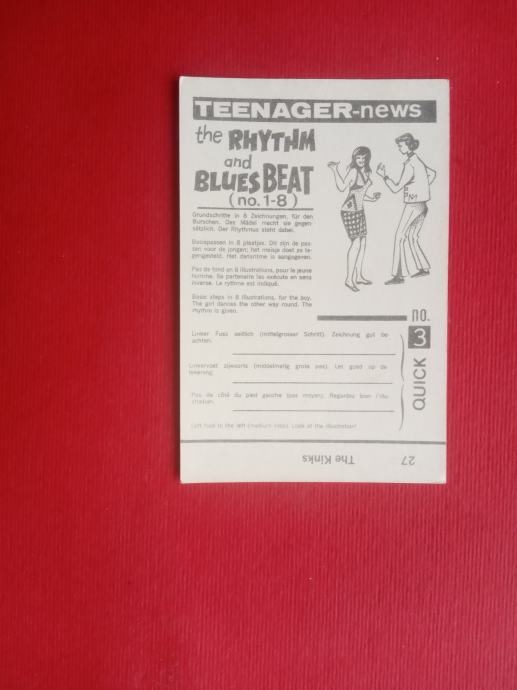 TEENAGER-news
the RHYTHM
and
BLUES BEAT
(no. 1-8)
Grundschritte in 8 Zeichnungen, für den
Burschen. Das Mädel macht sie gegen-
sätzlich. Der Rhythmus steht dabei.
Basispassen in 8 plaatjes. Dit zijn de pas-
sen voor de jongen; het meisje doet ze te-
gengesteld. Het dansritme is aangegeven.
Pas de fond en 8 illustrations, pour le jeune
homme. Sa partenaire les exécute en sens
inverse. Le rythme est indiqué.
Basic steps in 8 illustrations, for the boy.
The girl dances the other way round. The
rhythm is given.
no.
3
QUICK
Linker Fuss seitlich (mittelgrosser Schritt). Zeichnung gut be-
achten.
Linkervoet zijwaarts (middelmatig grote pas). Let goed op de
tekening.
Pas de côté du pied gauche (pas moyen). Regardez bien l'illu-
stration.
Left foot to the left (medium step). Look at the illustration!
27
The Kinks